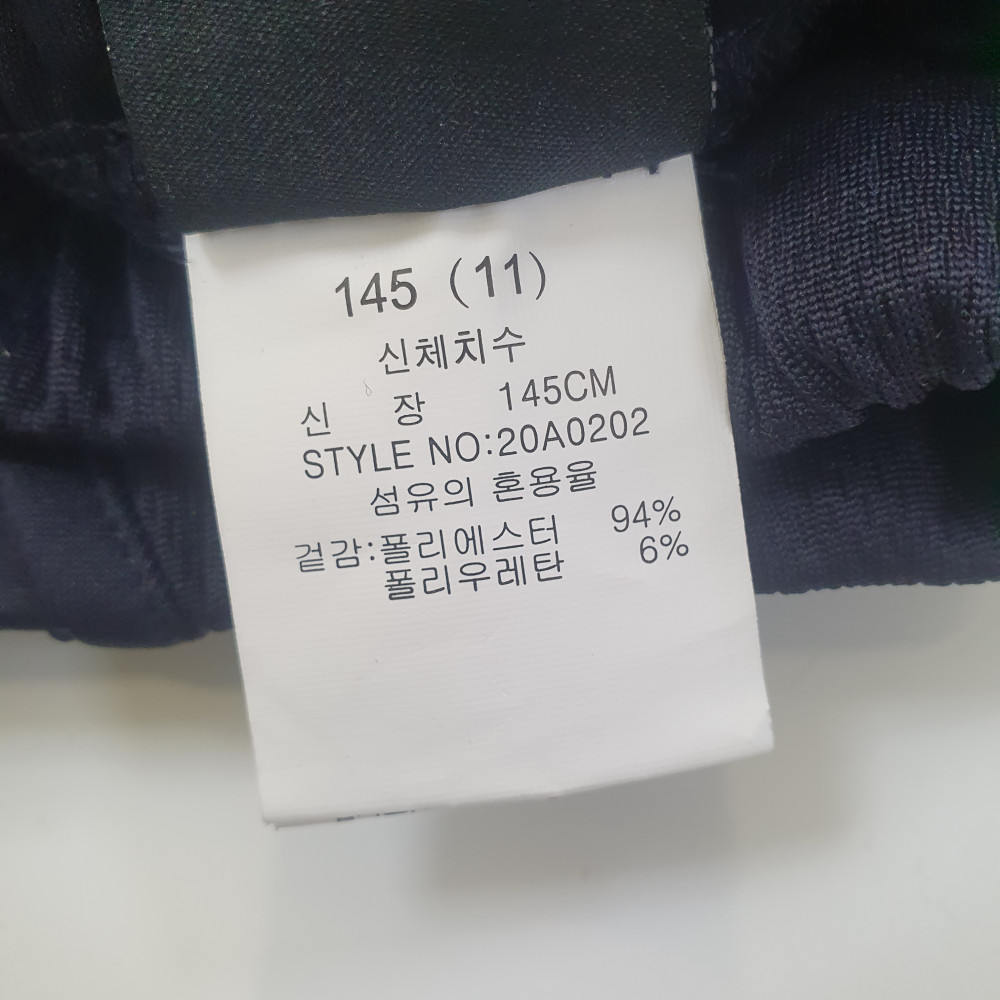 145 (11)
신체치수
신 장 145CM
STYLE NO:20A0202
섬유의 혼용율
겉감:폴리에스터 94%
폴리우레탄 6%